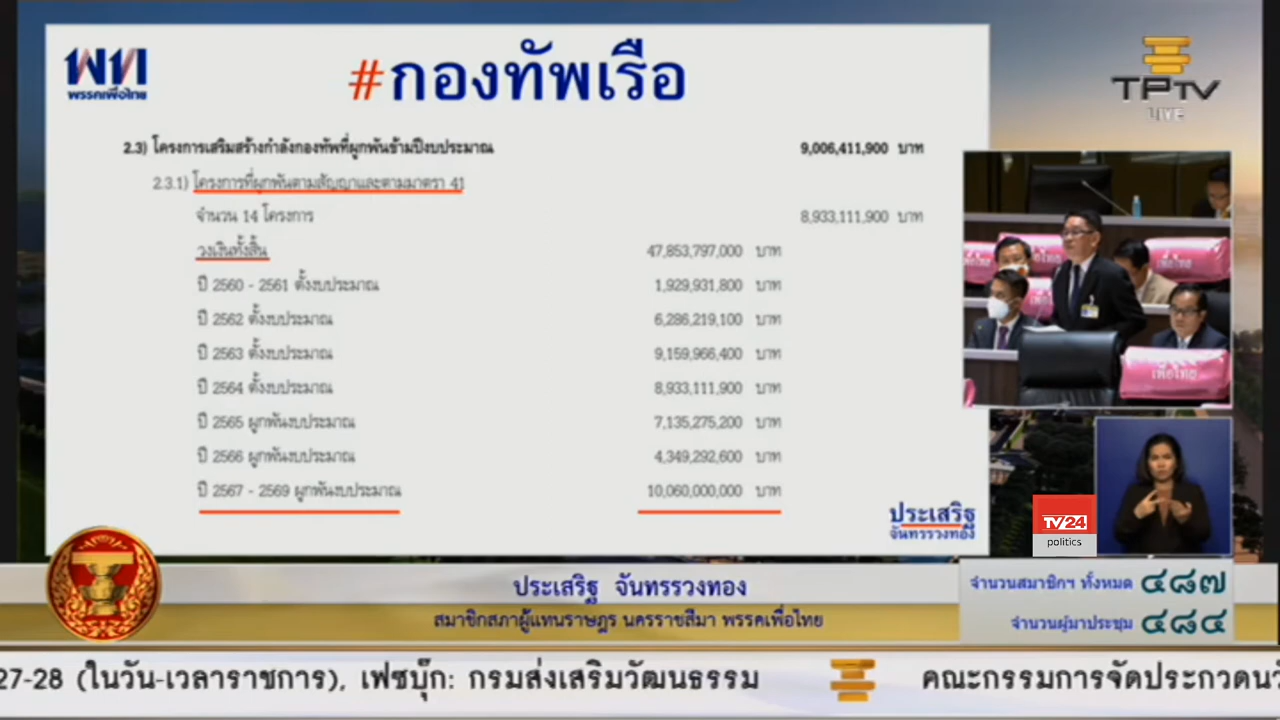 พท
พรรคเพื่อไทย
#กองทัพเรือ
TPTV
LIVE
2.3) โครงการเสริมสร้างกำลังกองทัพที่ผูกพันข้ามปีงบประมาณ 9,006,411,900 บาท
2.3.1) โครงการที่ผูกพันตามสัญญาและตามมาตรา 41
จำนวน 14 โครงการ 8,933,111,900 บาท
วงเงินทั้งสิ้น 47,853,797,000 บาท
ปี 2560 - 2561 ตั้งงบประมาณ 1,929,931,800 บาท
ปี 2562 ตั้งงบประมาณ 6,286,219,100 บาท
ปี 2563 ตั้งงบประมาณ 9,159,966,400 บาท
ปี 2564 ตั้งงบประมาณ 8,933,111,900 บาท
ปี 2565 ผูกพันงบประมาณ 7,135,275,200 บาท
ปี 2566 ผูกพันงบประมาณ 4,349,292,600 บาท
ปี 2567 - 2569 ผูกพันงบประมาณ 10,060,000,000 บาท
ประเสริฐ
จันทรรวงทอง
เพื่อไทย
TV24
politics
ประเสริฐ จันทรรวงทอง
สมาชิกสภาผู้แทนราษฎร นครราชสีมา พรรคเพื่อไทย
จำนวนสมาชิกฯ ทั้งหมด ๔๘๗
จำนวนผู้มาประชุม ๔๘๔
27-28 (ในวัน-เวลาราชการ), เฟซบุ๊ก: กรมส่งเสริมวัฒนธรรม คณะกรรมการจัดประกวดนว